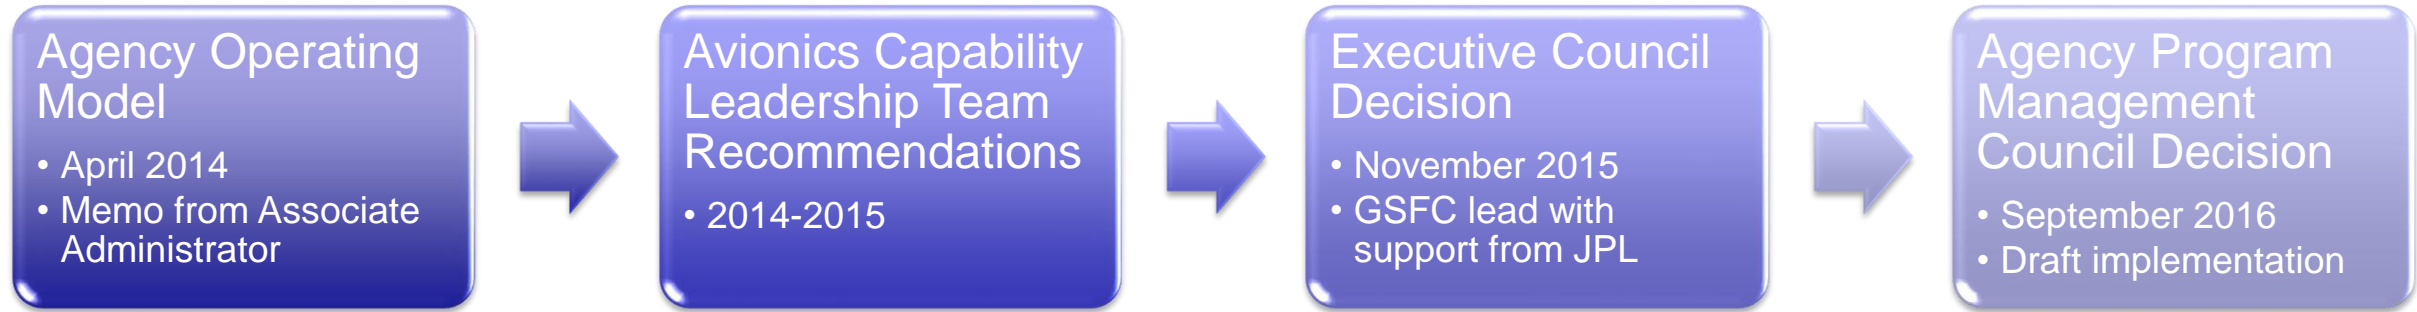 Agency Operating
Model
• April 2014
• Memo from Associate
Administrator
Avionics Capability
Leadership Team
Recommendations
• 2014-2015
Executive Council
Decision
• November 2015
• GSFC lead with
support from JPL
Agency Program
Management
Council Decision
• September 2016
• Draft implementation